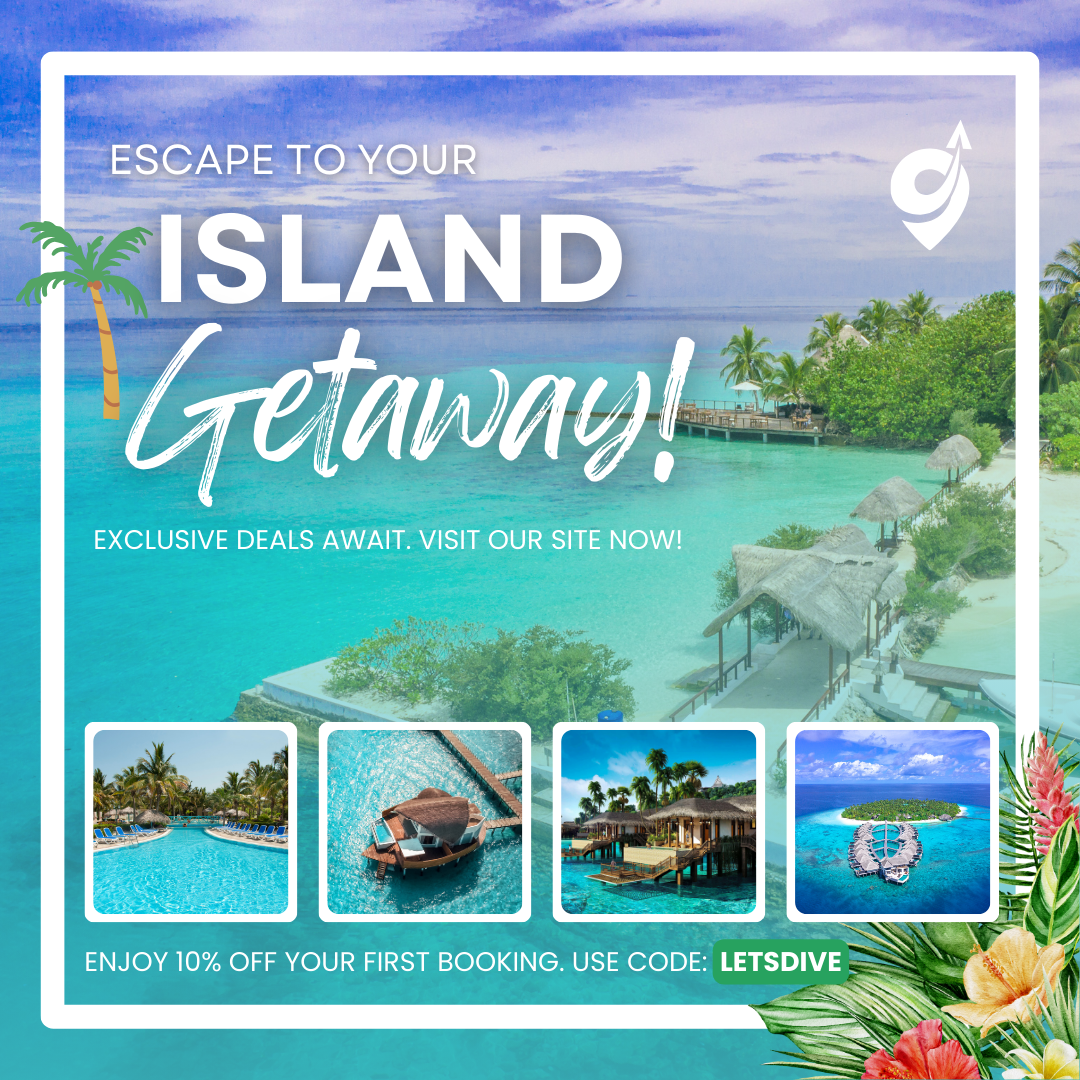 ESCAPE TO YOUR
ISLAND
Getaway!
EXCLUSIVE DEALS AWAIT. VISIT OUR SITE NOW!
ENJOY 10% OFF YOUR FIRST BOOKING. USE CODE: LETSDIVE